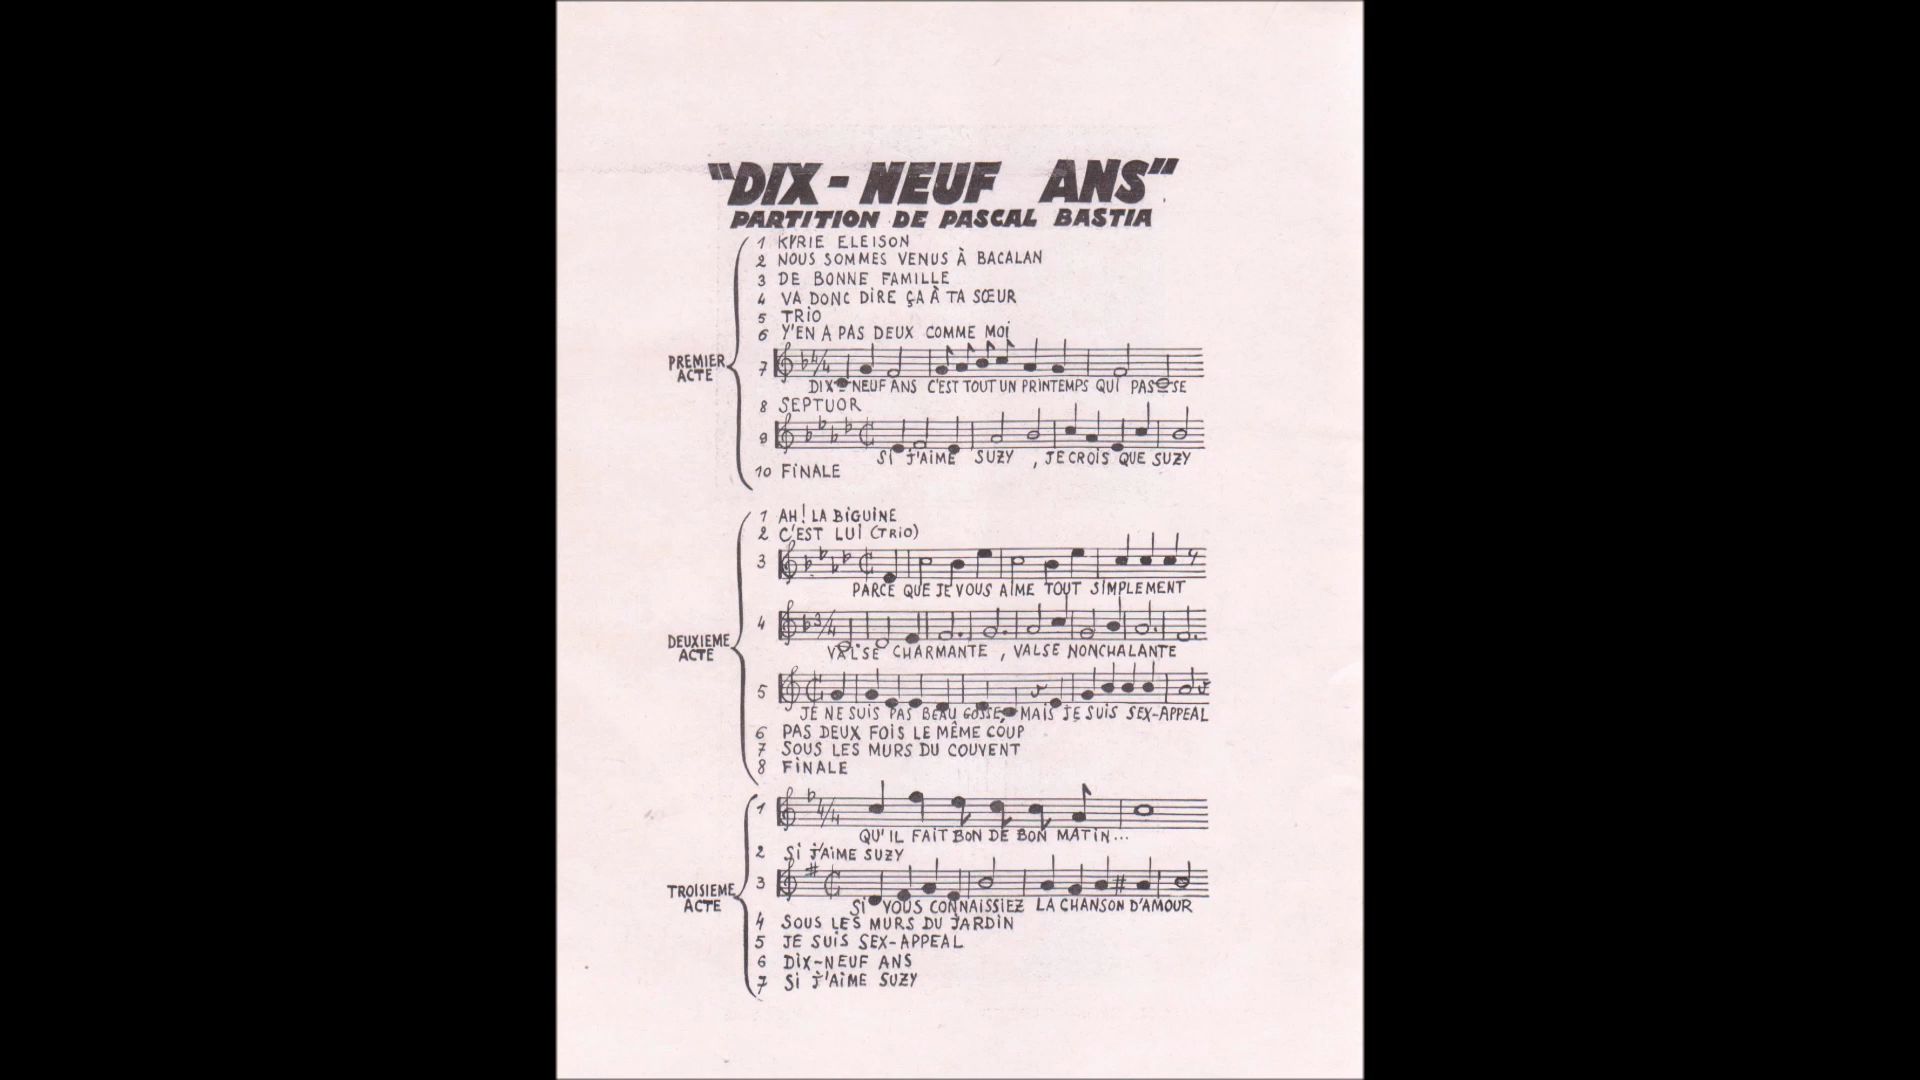 "DIX-NEUF ANS"
PARTITION DE PASCAL BASTIA
PREMIER ACTE
1 KYRIE ELEISON
2 NOUS SOMMES VENUS À BACALAN
3 DE BONNE FAMILLE
4 VA DONC DIRE ÇA À TA SŒUR
5 TRIO
6 Y'EN A PAS DEUX COMME MOI
7 4/4
DIX-NEUF ANS C'EST TOUT UN PRINTEMPS QUI PASSE
8 SEPTUOR
9
SI J'AIME SUZY, JE CROIS QUE SUZY
10 FINALE
DEUXIEME ACTE
1 AH! LA BIGUINE
2 C'EST LUI (TRIO)
3
PARCE QUE JE VOUS AIME TOUT SIMPLEMENT
4 3/4
VALSE CHARMANTE, VALSE NONCHALANTE
5
JE NE SUIS PAS BEAU GOSSE, MAIS JE SUIS SEX-APPEAL
6 PAS DEUX FOIS LE MÊME COUP
7 SOUS LES MURS DU COUVENT
8 FINALE
TROISIEME ACTE
1 4/4
QU'IL FAIT BON DE BON MATIN...
2 SI J'AIME SUZY
3
SI VOUS CONNAISSIEZ LA CHANSON D'AMOUR
4 SOUS LES MURS DU JARDIN
5 JE SUIS SEX-APPEAL
6 DIX-NEUF ANS
7 SI J'AIME SUZY